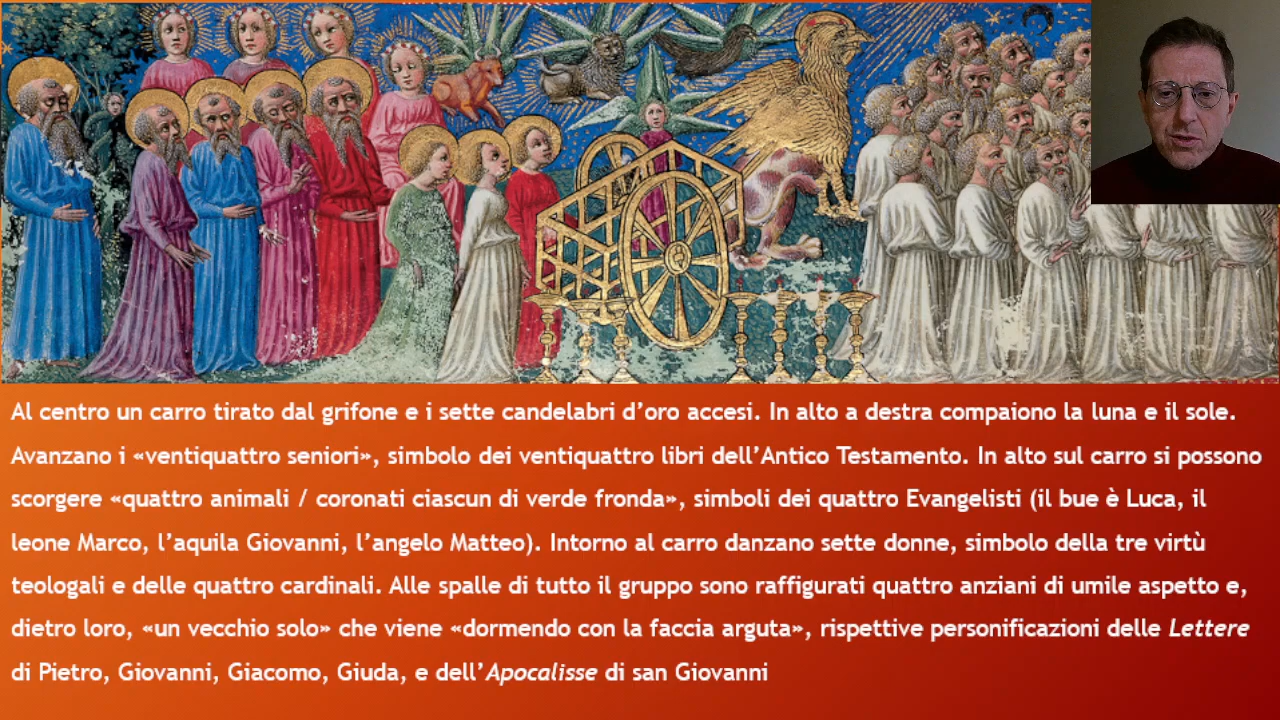 Al centro un carro tirato dal grifone e i sette candelabri d’oro accesi. In alto a destra compaiono la luna e il sole.
Avanzano i «ventiquattro seniori», simbolo dei ventiquattro libri dell’Antico Testamento. In alto sul carro si possono
scorgere «quattro animali / coronati ciascun di verde fronda», simboli dei quattro Evangelisti (il bue è Luca, il
leone Marco, l’aquila Giovanni, l’angelo Matteo). Intorno al carro danzano sette donne, simbolo della tre virtù
teologali e delle quattro cardinali. Alle spalle di tutto il gruppo sono raffigurati quattro anziani di umile aspetto e,
dietro loro, «un vecchio solo» che viene «dormendo con la faccia arguta», rispettive personificazioni delle Lettere
di Pietro, Giovanni, Giacomo, Giuda, e dell’Apocalisse di san Giovanni